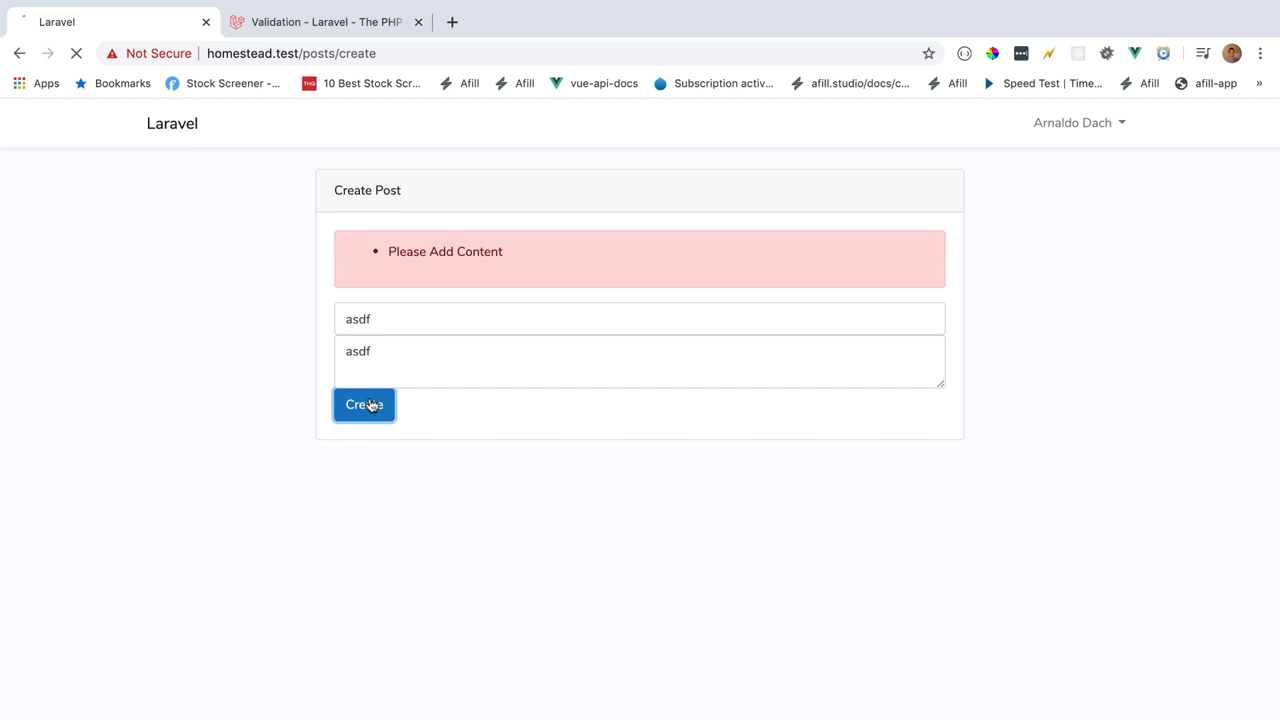 Laravel
Validation - Laravel - The PHP
Not Secure
homestead.test/posts/create
Apps
Bookmarks
Stock Screener -...
THQ
10 Best Stock Scr...
Afill
Afill
vue-api-docs
Subscription activ...
afill.studio/docs/c...
Afill
Speed Test | Time...
Afill
afill-app
»
Laravel
Arnaldo Dach
Create Post
• Please Add Content
asdf
asdf
Create